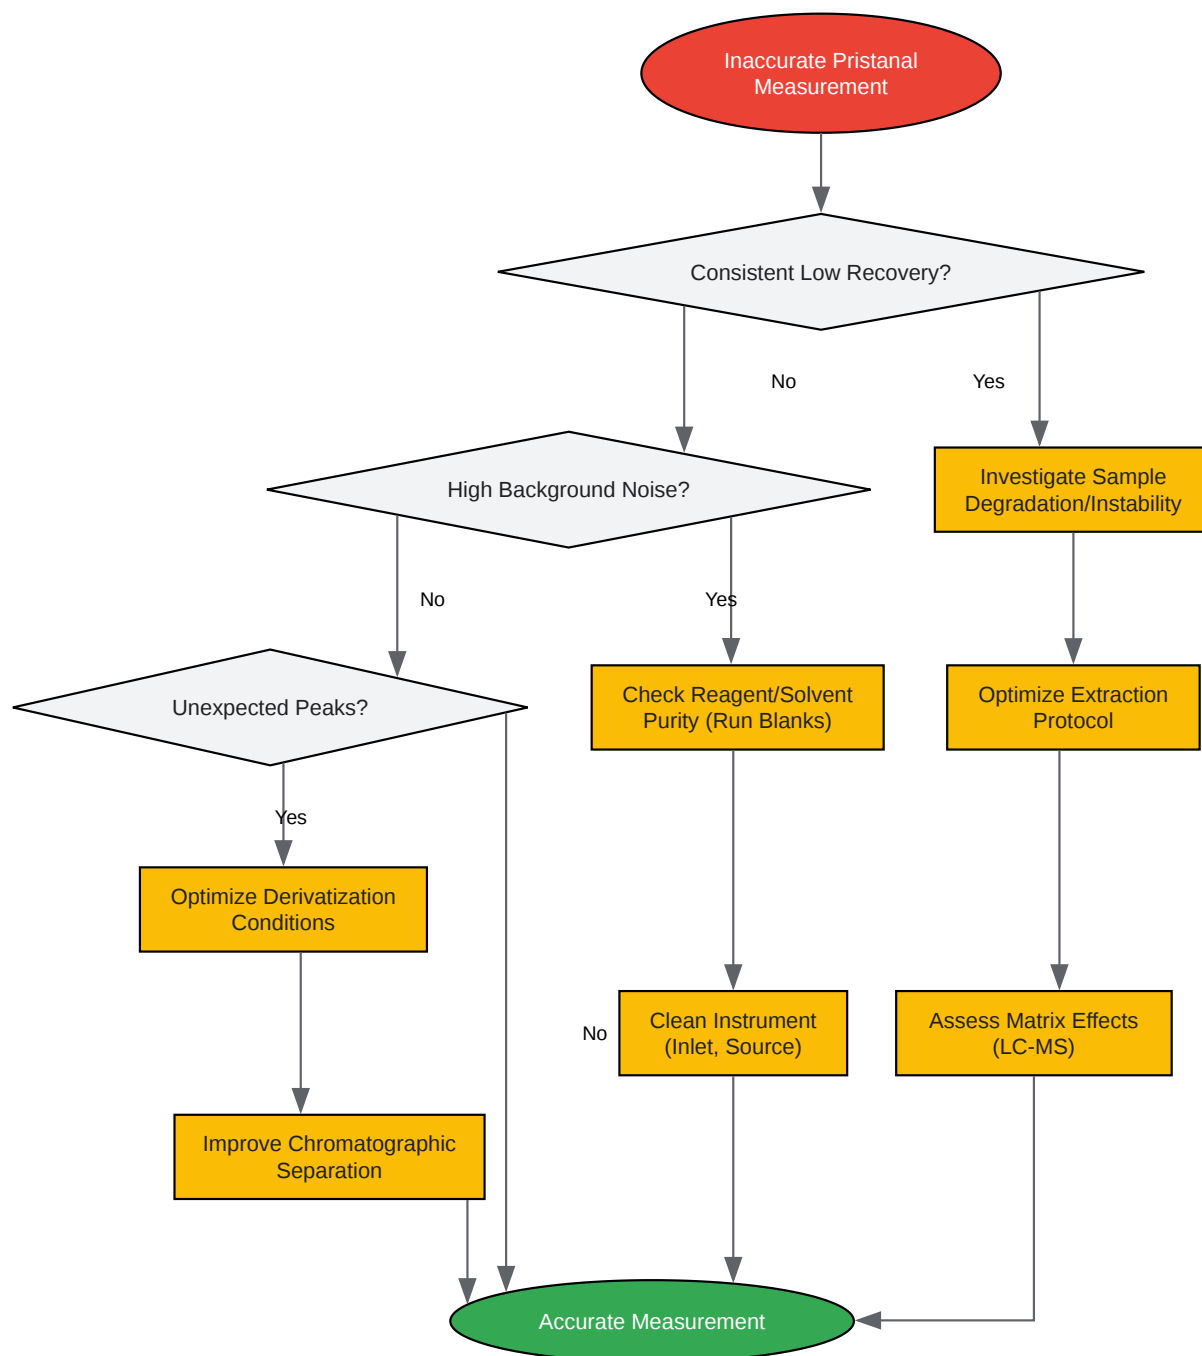 Inaccurate Pristanal
Measurement
Consistent Low Recovery?
No
Yes
High Background Noise?
Investigate Sample
Degradation/Instability
No
Yes
Unexpected Peaks?
Check Reagent/Solvent
Purity (Run Blanks)
Optimize Extraction
Protocol
Yes
Optimize Derivatization
Conditions
No
Clean Instrument
(Inlet, Source)
Assess Matrix Effects
(LC-MS)
Improve Chromatographic
Separation
Accurate Measurement